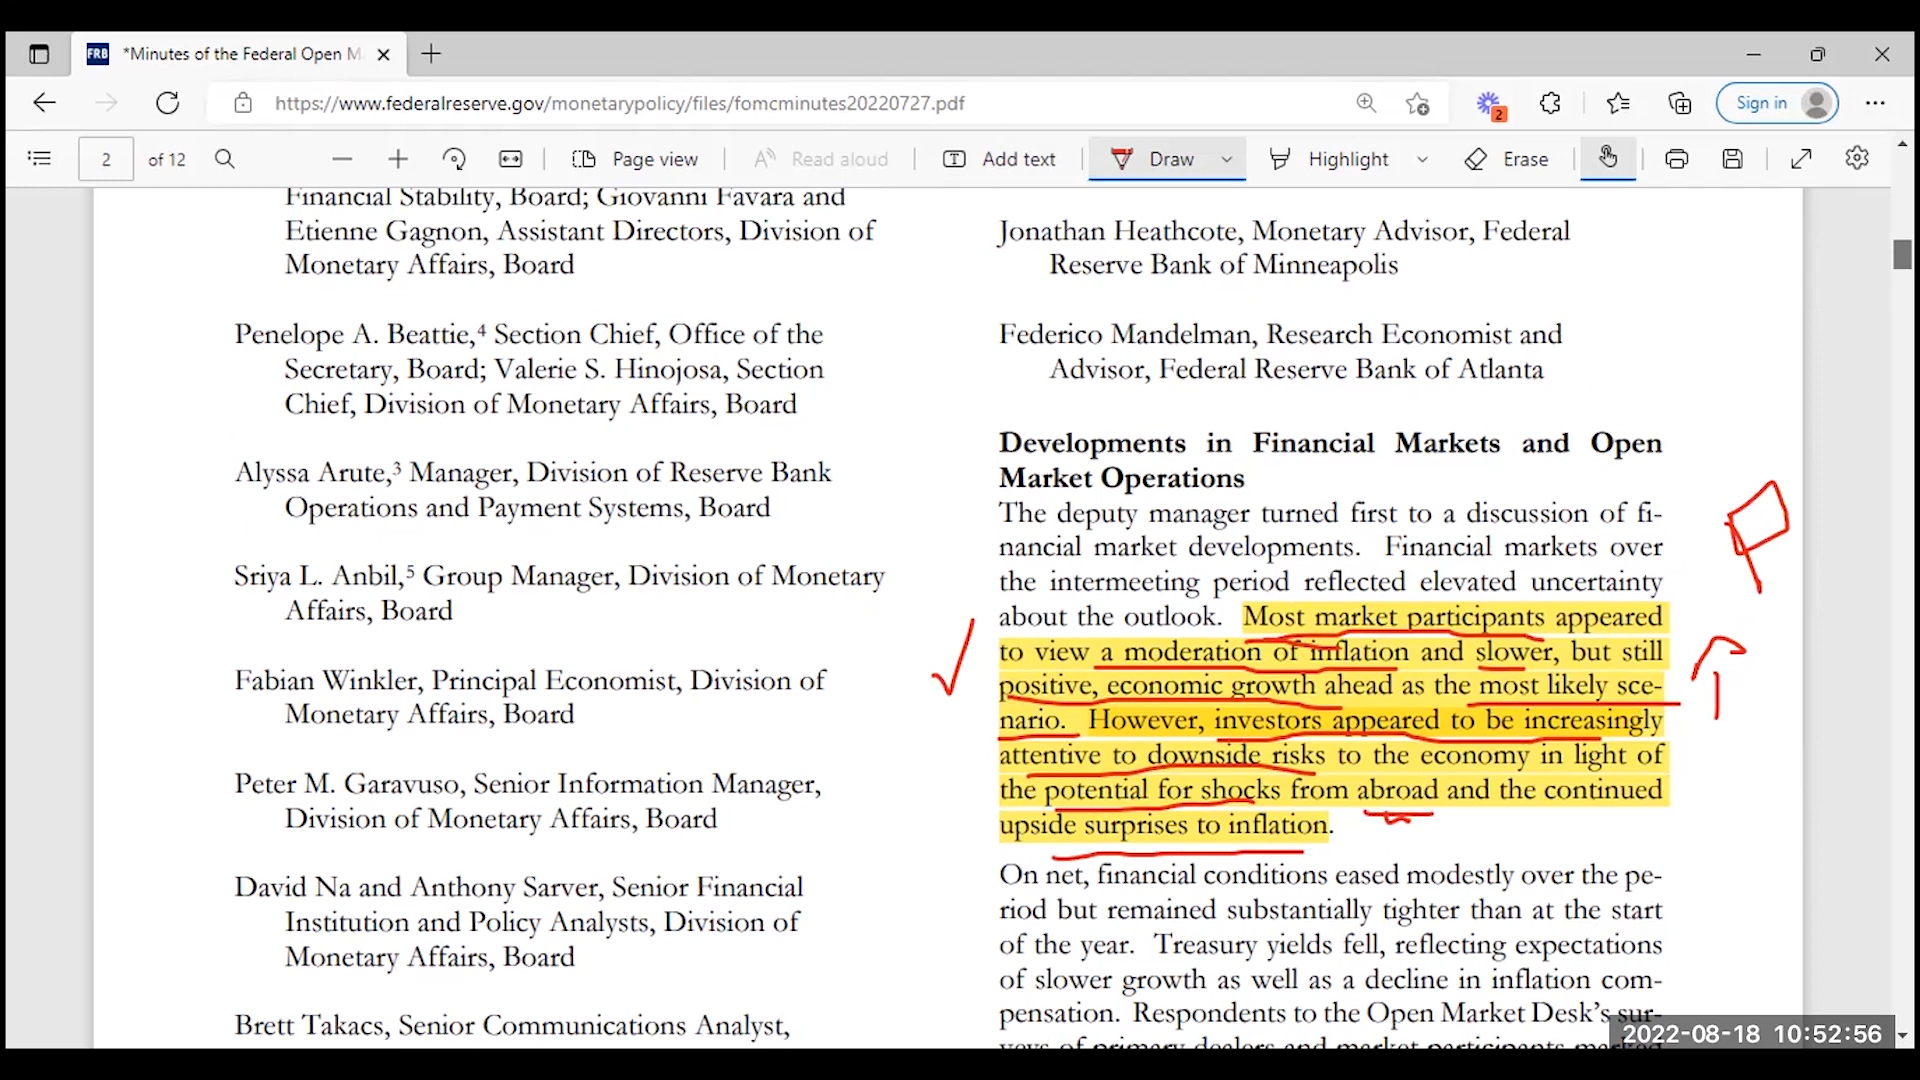 *Minutes of the Federal Open M
https://www.federalreserve.gov/monetarypolicy/files/fomcminutes20220727.pdf
2
Sign in
2 of 12
Page view
Read aloud
Add text
Draw
Highlight
Erase
Financial Stability, Board; Giovanni Favara and
Etienne Gagnon, Assistant Directors, Division of
Monetary Affairs, Board
Penelope A. Beattie,⁴ Section Chief, Office of the
Secretary, Board; Valerie S. Hinojosa, Section
Chief, Division of Monetary Affairs, Board
Alyssa Arute,³ Manager, Division of Reserve Bank
Operations and Payment Systems, Board
Sriya L. Anbil,⁵ Group Manager, Division of Monetary
Affairs, Board
Fabian Winkler, Principal Economist, Division of
Monetary Affairs, Board
Peter M. Garavuso, Senior Information Manager,
Division of Monetary Affairs, Board
David Na and Anthony Sarver, Senior Financial
Institution and Policy Analysts, Division of
Monetary Affairs, Board
Brett Takacs, Senior Communications Analyst,
Jonathan Heathcote, Monetary Advisor, Federal
Reserve Bank of Minneapolis
Federico Mandelman, Research Economist and
Advisor, Federal Reserve Bank of Atlanta
Developments in Financial Markets and Open
Market Operations
The deputy manager turned first to a discussion of fi-
nancial market developments. Financial markets over
the intermeeting period reflected elevated uncertainty
about the outlook. Most market participants appeared
to view a moderation of inflation and slower, but still
positive, economic growth ahead as the most likely sce-
nario. However, investors appeared to be increasingly
attentive to downside risks to the economy in light of
the potential for shocks from abroad and the continued
upside surprises to inflation.
On net, financial conditions eased modestly over the pe-
riod but remained substantially tighter than at the start
of the year. Treasury yields fell, reflecting expectations
of slower growth as well as a decline in inflation com-
pensation. Respondents to the Open Market Desk's sur-
veys of primary dealers and market participants marked
2022-08-18 10:52:56
FRB